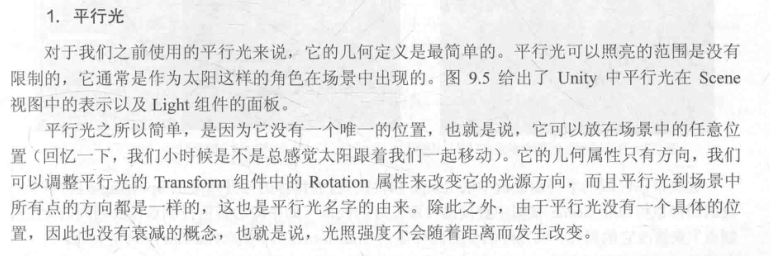 1. 平行光
对于我们之前使用的平行光来说，它的几何定义是最简单的。平行光可以照亮的范围是没有
限制的，它通常是作为太阳这样的角色在场景中出现的。图 9.5 给出了 Unity 中平行光在 Scene
视图中的表示以及 Light 组件的面板。
平行光之所以简单，是因为它没有一个唯一的位置，也就是说，它可以放在场景中的任意位
置（回忆一下，我们小时候是不是总感觉太阳跟着我们一起移动）。它的几何属性只有方向，我们
可以调整平行光的 Transform 组件中的 Rotation 属性来改变它的光源方向，而且平行光到场景中
所有点的方向都是一样的，这也是平行光名字的由来。除此之外，由于平行光没有一个具体的位
置，因此也没有衰减的概念，也就是说，光照强度不会随着距离而发生改变。